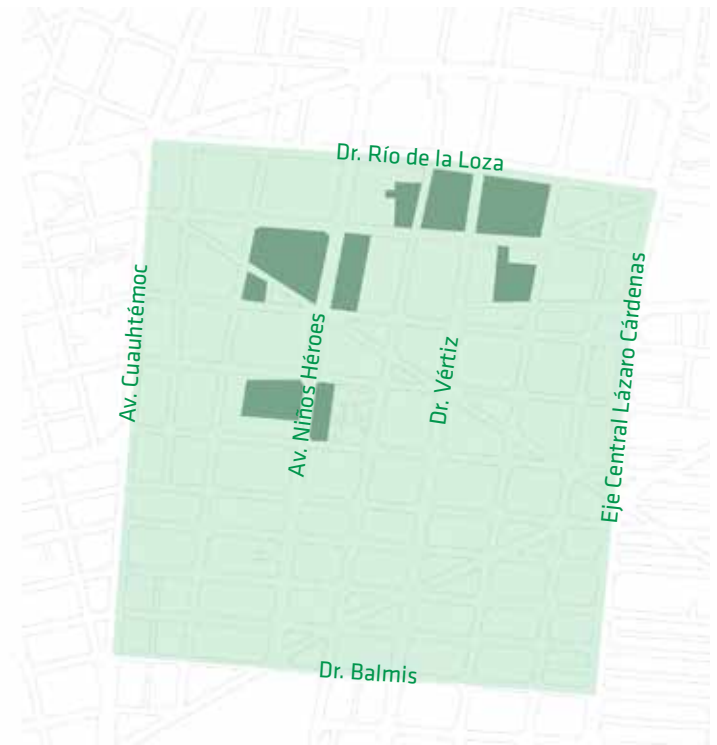 Dr. Río de la Loza
Av. Cuauhtémoc
Av. Niños Héroes
Dr. Vértiz
Eje Central Lázaro Cárdenas
Dr. Balmis